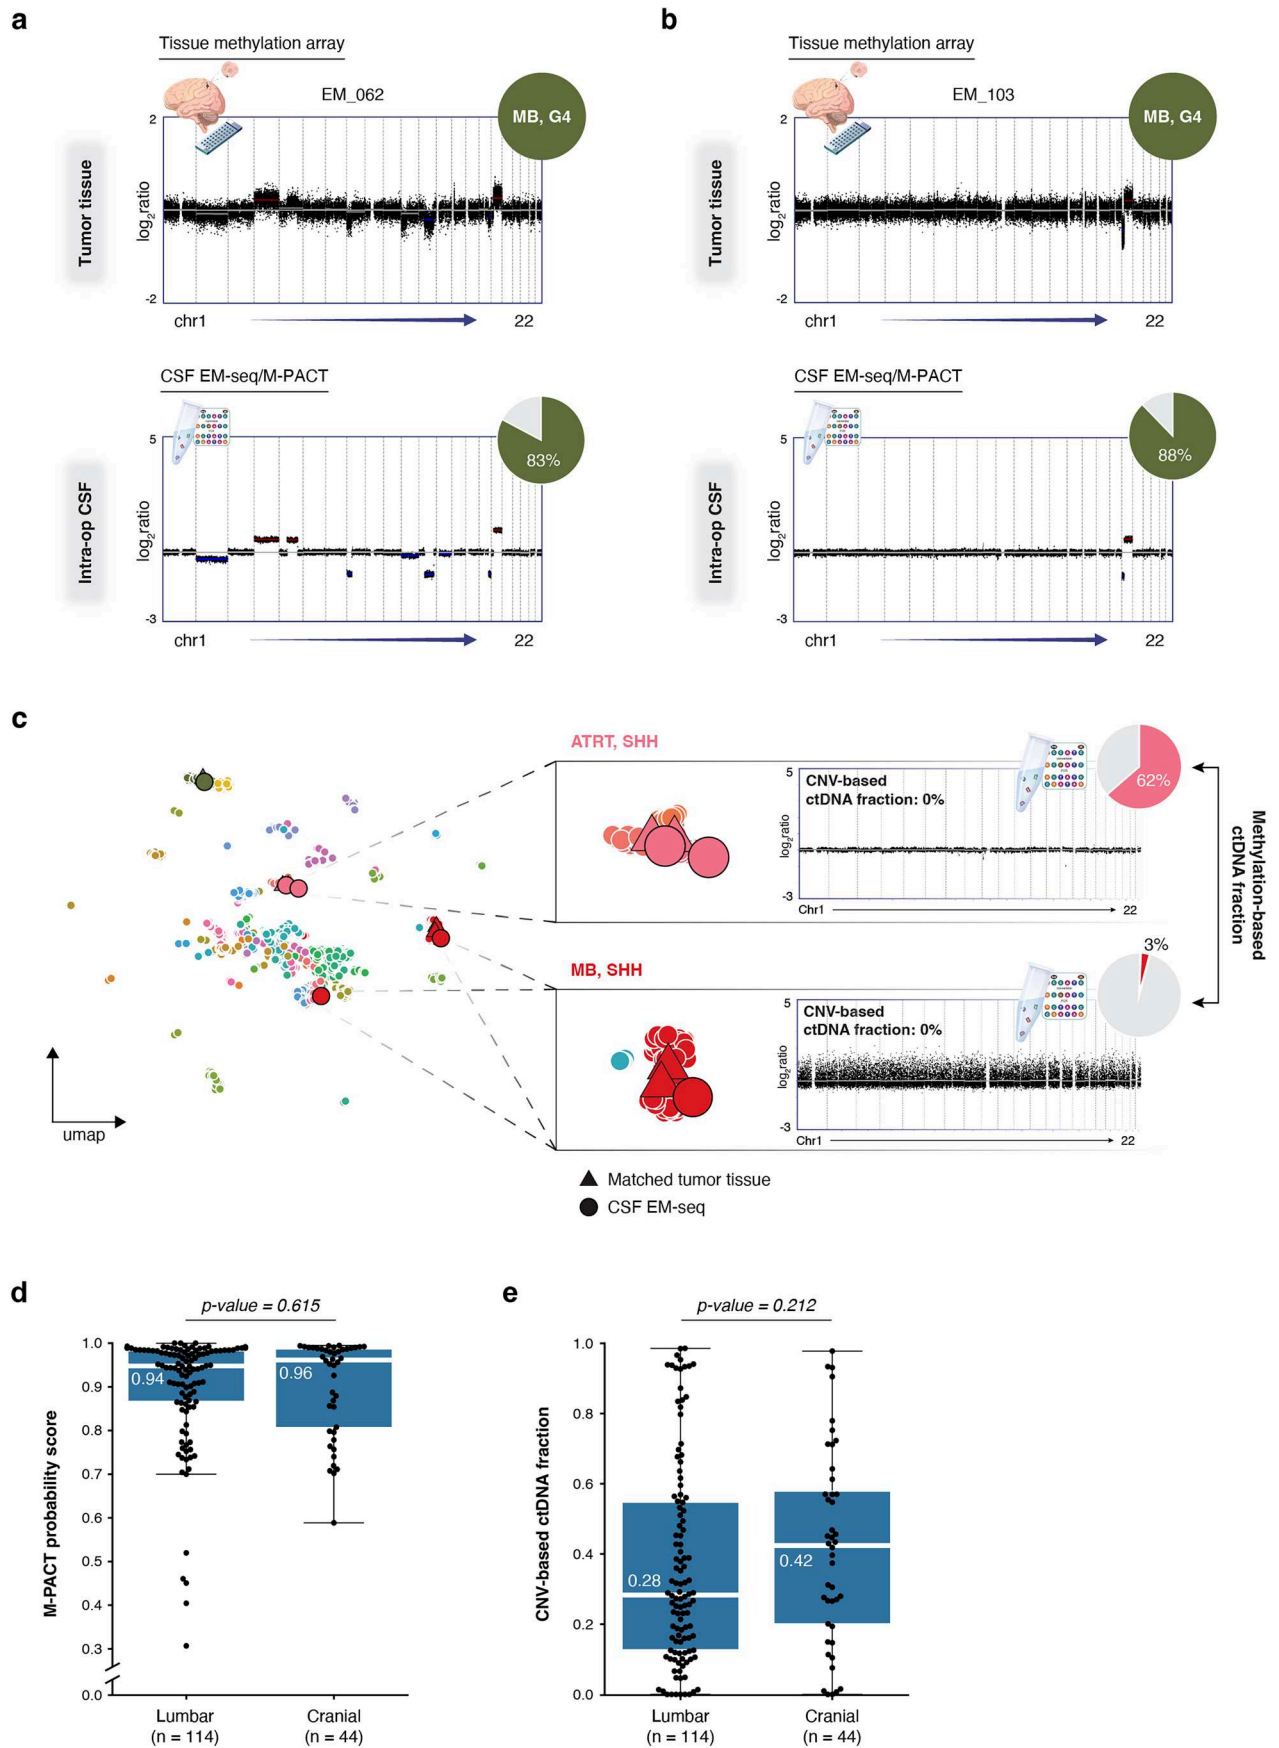 a
Tissue methylation array
EM_062
MB, G4
Tumor tissue
log2ratio
2
-2
chr1
22
CSF EM-seq/M-PACT
83%
Intra-op CSF
log2ratio
5
-3
chr1
22
b
Tissue methylation array
EM_103
MB, G4
Tumor tissue
log2ratio
2
-2
chr1
22
CSF EM-seq/M-PACT
88%
Intra-op CSF
log2ratio
5
-3
chr1
22
c
umap
ATRT, SHH
CNV-based
ctDNA fraction: 0%
log2ratio
5
-3
Chr1
22
62%
MB, SHH
CNV-based
ctDNA fraction: 0%
log2ratio
5
-3
Chr1
22
3%
Methylation-based
ctDNA fraction
Matched tumor tissue
CSF EM-seq
d
p-value = 0.615
M-PACT probability score
1.0
0.9
0.8
0.7
0.6
0.5
0.4
0.3
0.0
0.94
0.96
Lumbar
(n = 114)
Cranial
(n = 44)
e
p-value = 0.212
CNV-based ctDNA fraction
1.0
0.8
0.6
0.4
0.2
0.0
0.28
0.42
Lumbar
(n = 114)
Cranial
(n = 44)